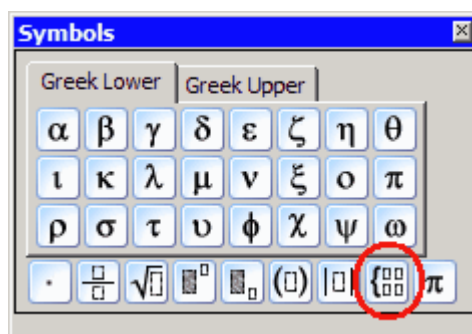 Symbols
Greek Lower Greek Upper
α β γ δ ε ζ η θ
ι κ λ μ ν ξ ο π
ρ σ τ υ φ χ ψ ω
· √ (▯) |▯| { π